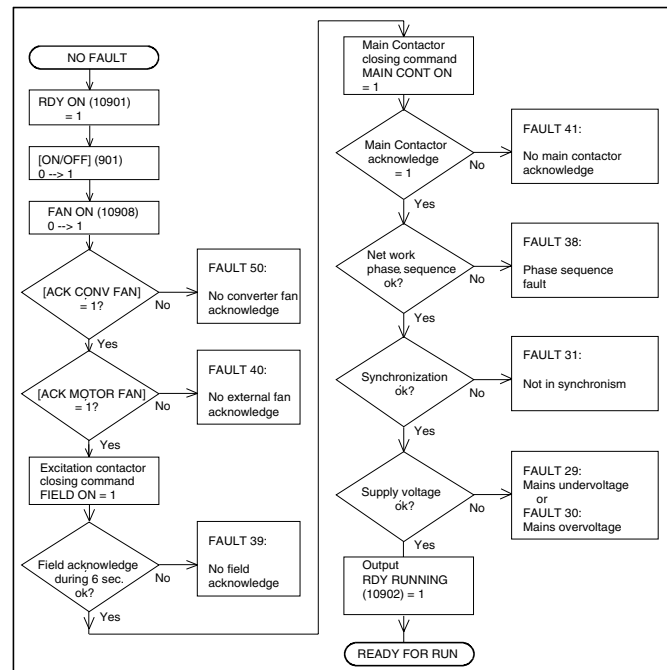 NO FAULT
RDY ON (10901)
= 1
[ON/OFF] (901)
0 --> 1
FAN ON (10908)
0 --> 1
[ACK CONV FAN]
= 1?
No
Yes
FAULT 50:
No converter fan
acknowledge
[ACK MOTOR FAN]
= 1?
No
Yes
FAULT 40:
No external fan
acknowledge
Excitation contactor
closing command
FIELD ON = 1
Field acknowledge
during 6 sec.
ok?
No
Yes
FAULT 39:
No field
acknowledge
Main Contactor
closing command
MAIN CONT ON
= 1
Main Contactor
acknowledge
= 1
No
Yes
FAULT 41:
No main contactor
acknowledge
Net work
phase sequence
ok?
No
Yes
FAULT 38:
Phase sequence
fault
Synchronization
ok?
No
Yes
FAULT 31:
Not in synchronism
Supply voltage
ok?
No
Yes
FAULT 29:
Mains undervoltage
or
FAULT 30:
Mains overvoltage
Output
RDY RUNNING
(10902) = 1
READY FOR RUN